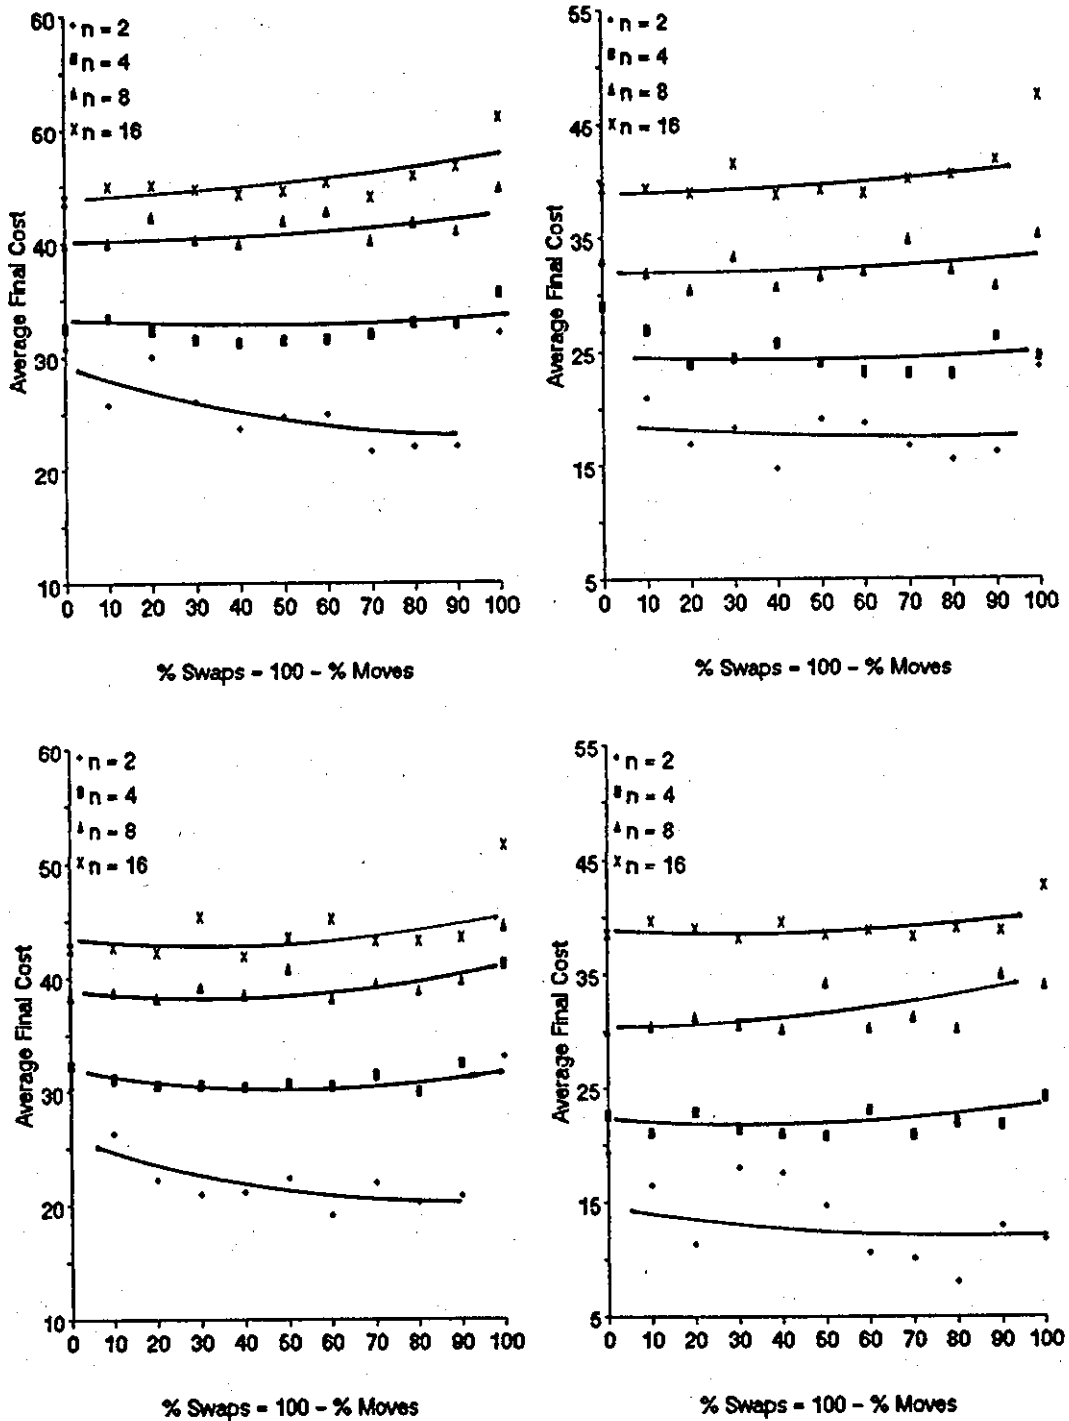 60
n = 2
n = 4
n = 8
n = 16
60
40
30
20
10
Average Final Cost
0 10 20 30 40 50 60 70 80 90 100
% Swaps = 100 – % Moves
55
n = 2
n = 4
n = 8
n = 16
45
35
25
15
5
Average Final Cost
0 10 20 30 40 50 60 70 80 90 100
% Swaps = 100 – % Moves
60
n = 2
n = 4
n = 8
n = 16
50
40
30
20
10
Average Final Cost
0 10 20 30 40 50 60 70 80 90 100
% Swaps = 100 – % Moves
55
n = 2
n = 4
n = 8
n = 16
45
35
25
15
5
Average Final Cost
0 10 20 30 40 50 60 70 80 90 100
% Swaps = 100 – % Moves